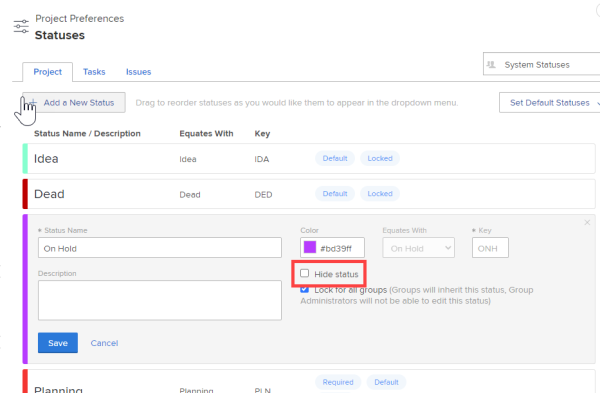 Project Preferences
Statuses
System Statuses
Project Tasks Issues
+ Add a New Status Drag to reorder statuses as you would like them to appear in the dropdown menu. Set Default Statuses
Status Name / Description Equates With Key
Idea Idea IDA Default Locked
Dead Dead DED Default Locked
* Status Name Color Equates With * Key
On Hold #bd39ff On Hold ONH
Description Hide status
Lock for all groups (Groups will inherit this status, Group
Administrators will not be able to edit this status)
Save Cancel
Planning Planning PLN Required Default